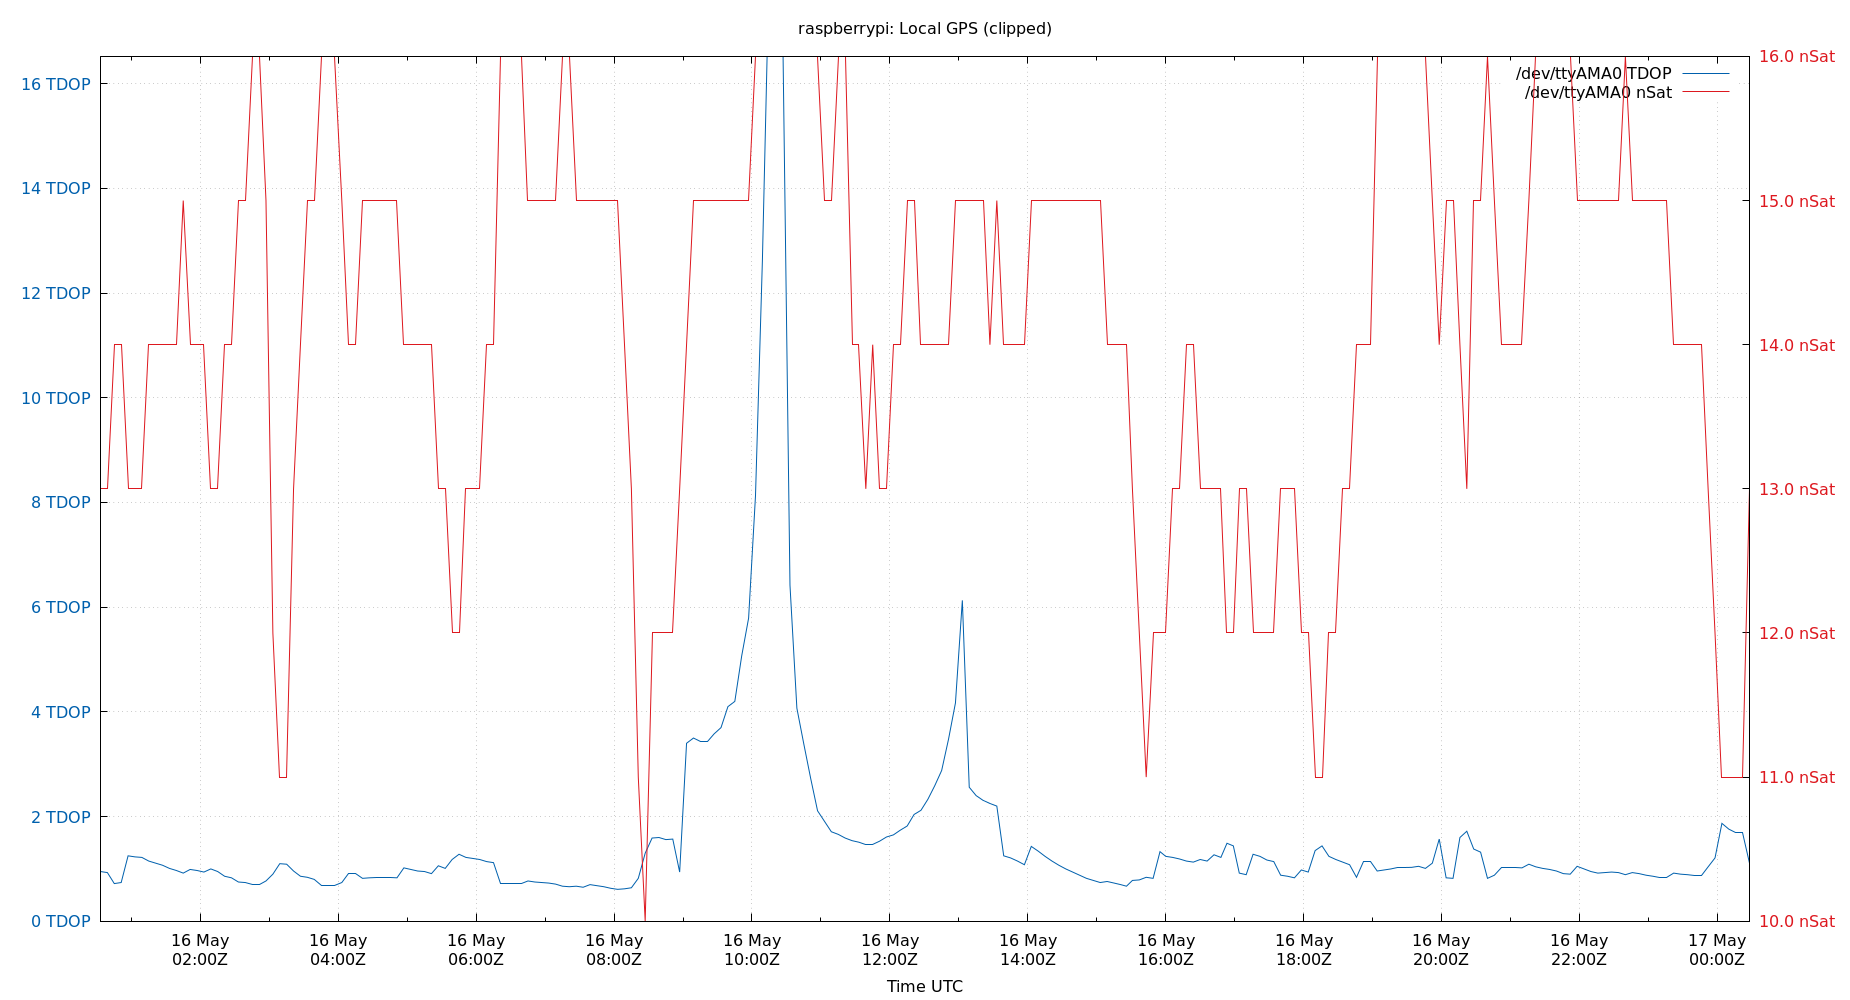 raspberrypi: Local GPS (clipped)
/dev/ttyAMA0 TDOP
/dev/ttyAMA0 nSat
16 TDOP
14 TDOP
12 TDOP
10 TDOP
8 TDOP
6 TDOP
4 TDOP
2 TDOP
0 TDOP
16.0 nSat
15.0 nSat
14.0 nSat
13.0 nSat
12.0 nSat
11.0 nSat
10.0 nSat
16 May
02:00Z
16 May
04:00Z
16 May
06:00Z
16 May
08:00Z
16 May
10:00Z
16 May
12:00Z
16 May
14:00Z
16 May
16:00Z
16 May
18:00Z
16 May
20:00Z
16 May
22:00Z
17 May
00:00Z
Time UTC